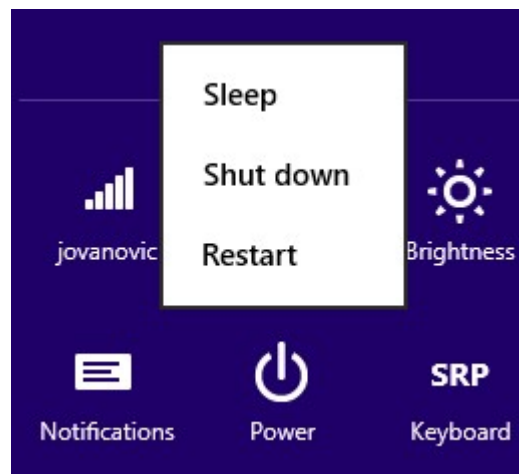 Sleep
Shut down
Restart
jovanovic
Brightness
SRP
Notifications
Power
Keyboard